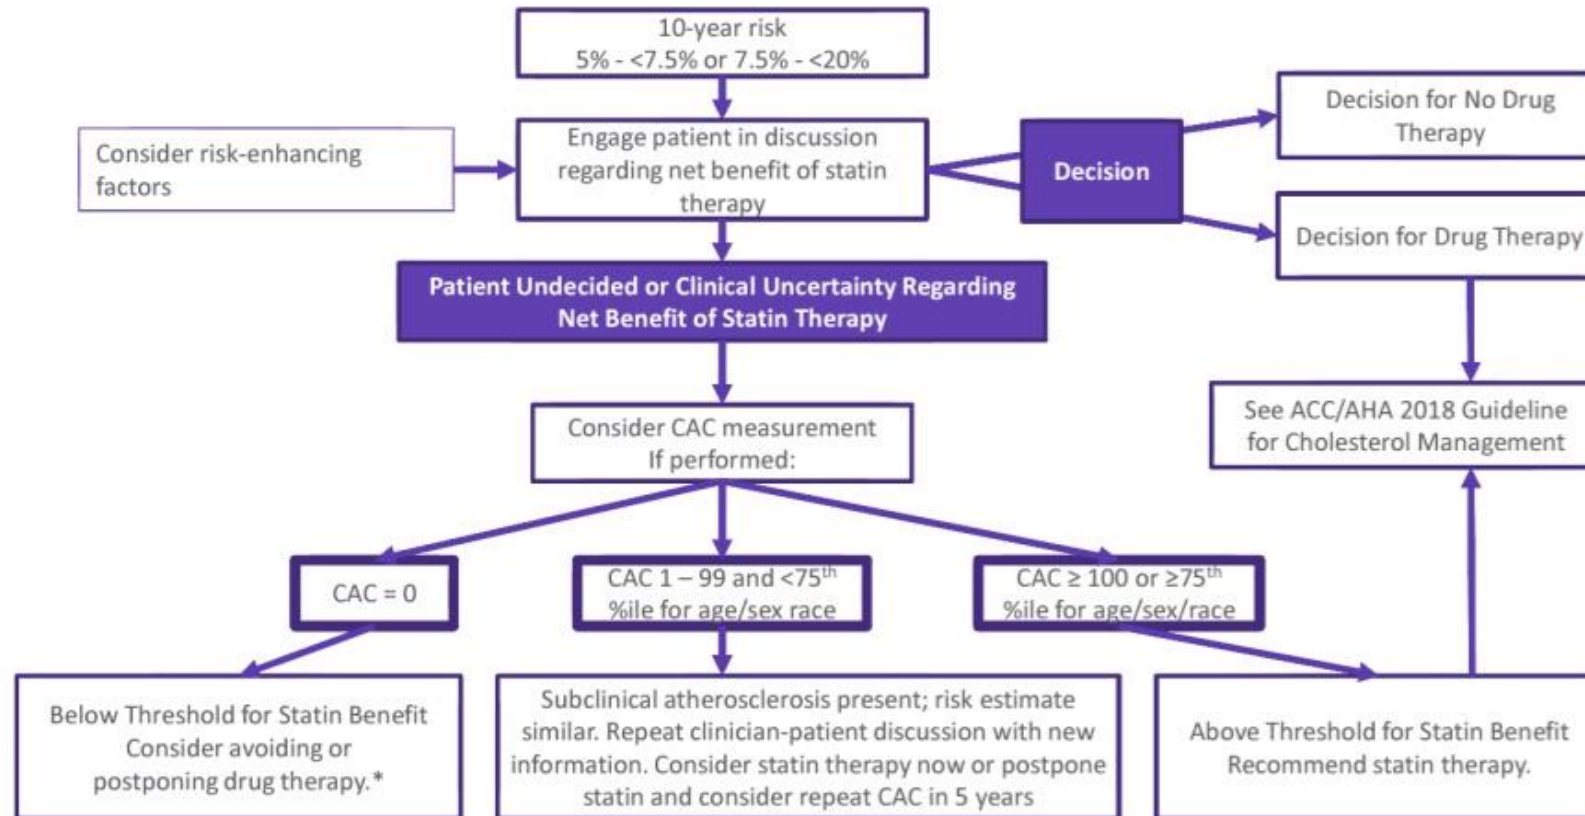 10-year risk
5% - <7.5% or 7.5% - <20%
Consider risk-enhancing
factors
Engage patient in discussion
regarding net benefit of statin
therapy
Decision
Decision for No Drug
Therapy
Decision for Drug Therapy
Patient Undecided or Clinical Uncertainty Regarding
Net Benefit of Statin Therapy
Consider CAC measurement
If performed:
See ACC/AHA 2018 Guideline
for Cholesterol Management
CAC = 0
CAC 1 – 99 and <75th
%ile for age/sex race
CAC ≥ 100 or ≥75th
%ile for age/sex/race
Below Threshold for Statin Benefit
Consider avoiding or
postponing drug therapy.*
Subclinical atherosclerosis present; risk estimate
similar. Repeat clinician-patient discussion with new
information. Consider statin therapy now or postpone
statin and consider repeat CAC in 5 years
Above Threshold for Statin Benefit
Recommend statin therapy.